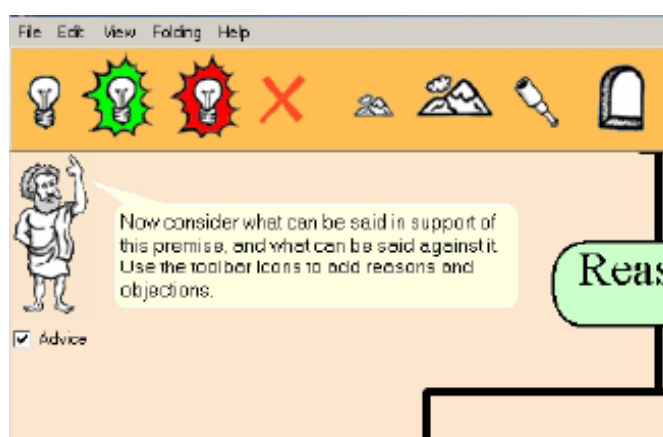 File Edit View Folding Help
Now consider what can be said in support of
this premise, and what can be said against it.
Use the toolbar icons to add reasons and
objections.
Reas
Advice